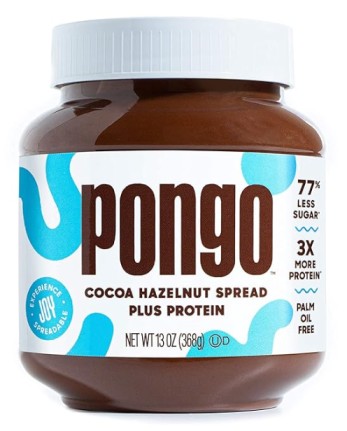 pongo™
COCOA HAZELNUT SPREAD
PLUS PROTEIN
NET WT 13 OZ (368g) Ⓤ D
EXPERIENCE
JOY
SPREADABLE
77%
LESS
SUGAR*
3X
MORE
PROTEIN*
PALM
OIL
FREE